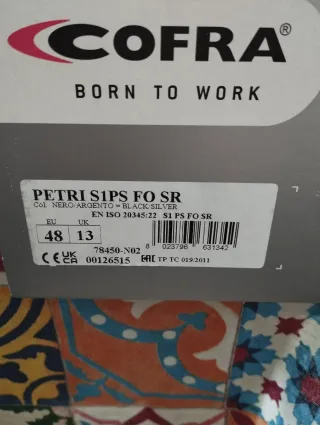 COFRA®
BORN TO WORK
PETRI S1PS FO SR
Col. NERO/ARGENTO = BLACK/SILVER
EN ISO 20345:22 S1 PS FO SR
EU UK
48 13
8 023796 631342
78450-N02
CE UK CA 00126515 EAC TP TC 019/2011